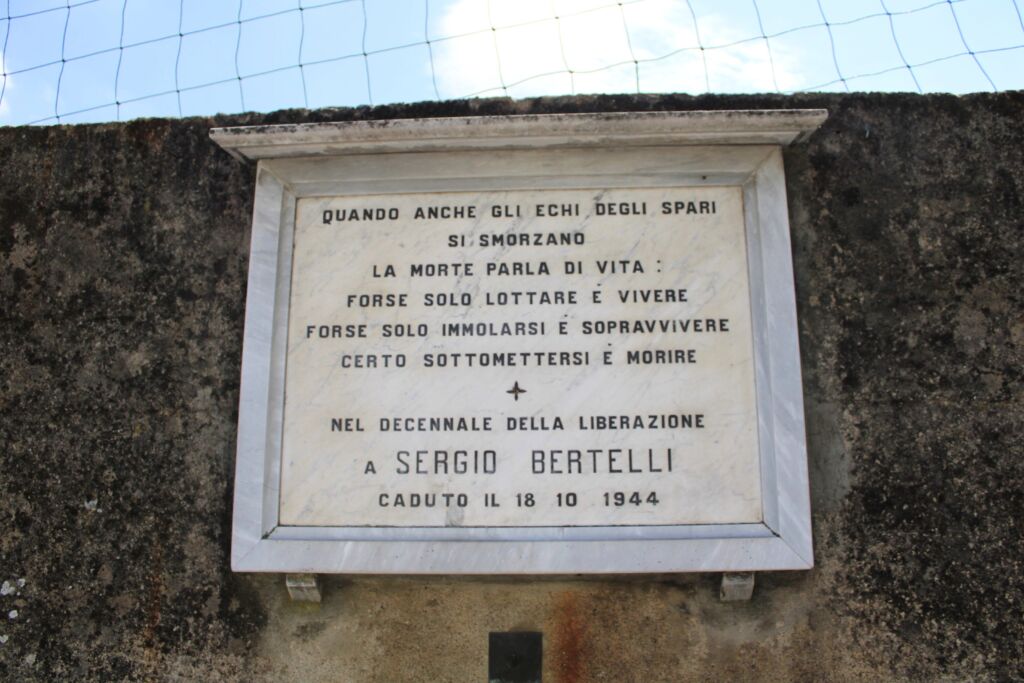 QUANDO ANCHE GLI ECHI DEGLI SPARI
SI SMORZANO
LA MORTE PARLA DI VITA :
FORSE SOLO LOTTARE È VIVERE
FORSE SOLO IMMOLARSI È SOPRAVVIVERE
CERTO SOTTOMETTERSI È MORIRE
NEL DECENNALE DELLA LIBERAZIONE
A SERGIO BERTELLI
CADUTO IL 18 10 1944